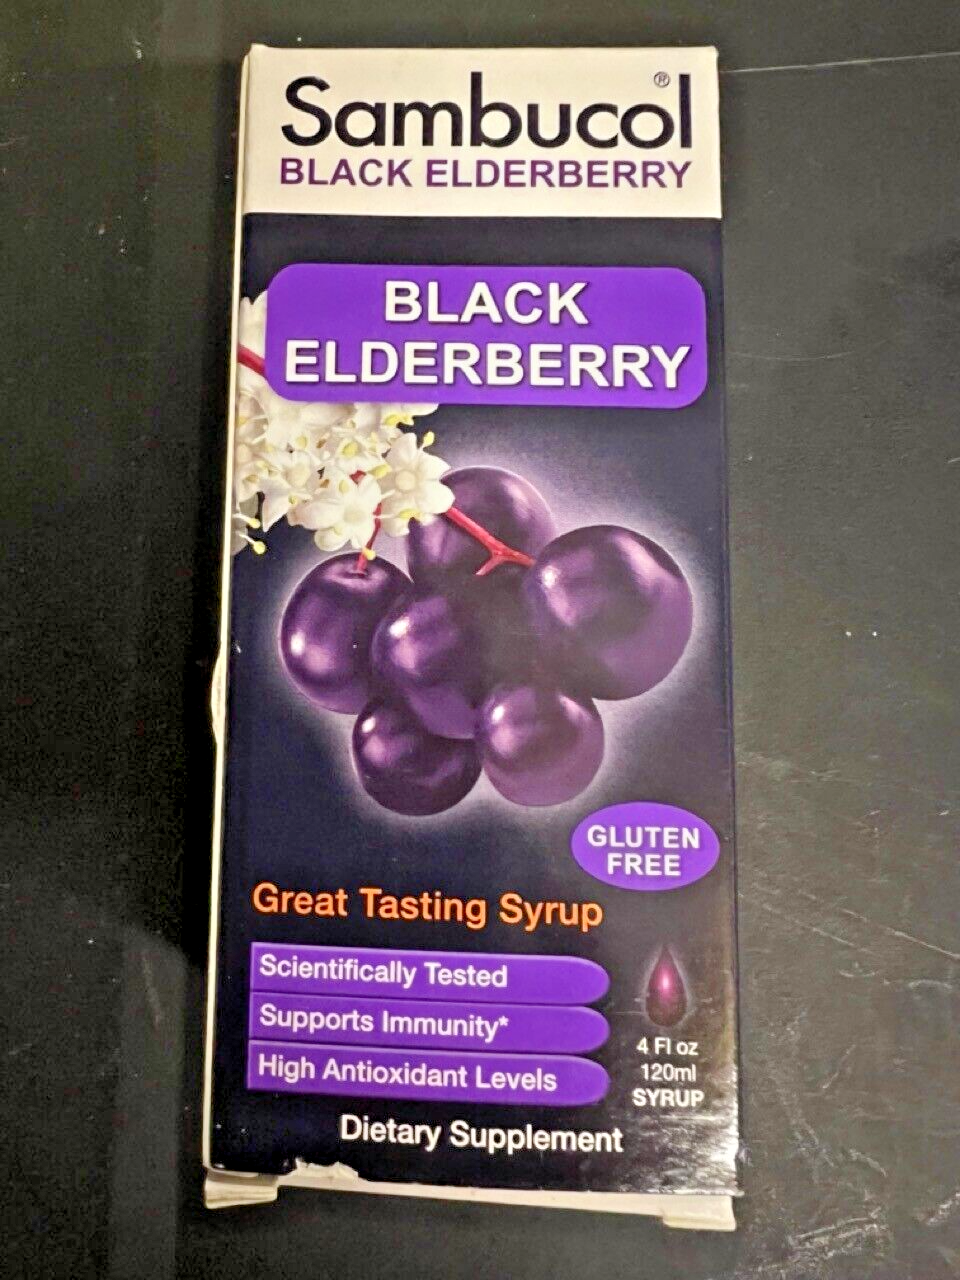 Sambucol®
BLACK ELDERBERRY
BLACK
ELDERBERRY
GLUTEN
FREE
Great Tasting Syrup
Scientifically Tested
Supports Immunity*
High Antioxidant Levels
4 Fl oz
120ml
SYRUP
Dietary Supplement